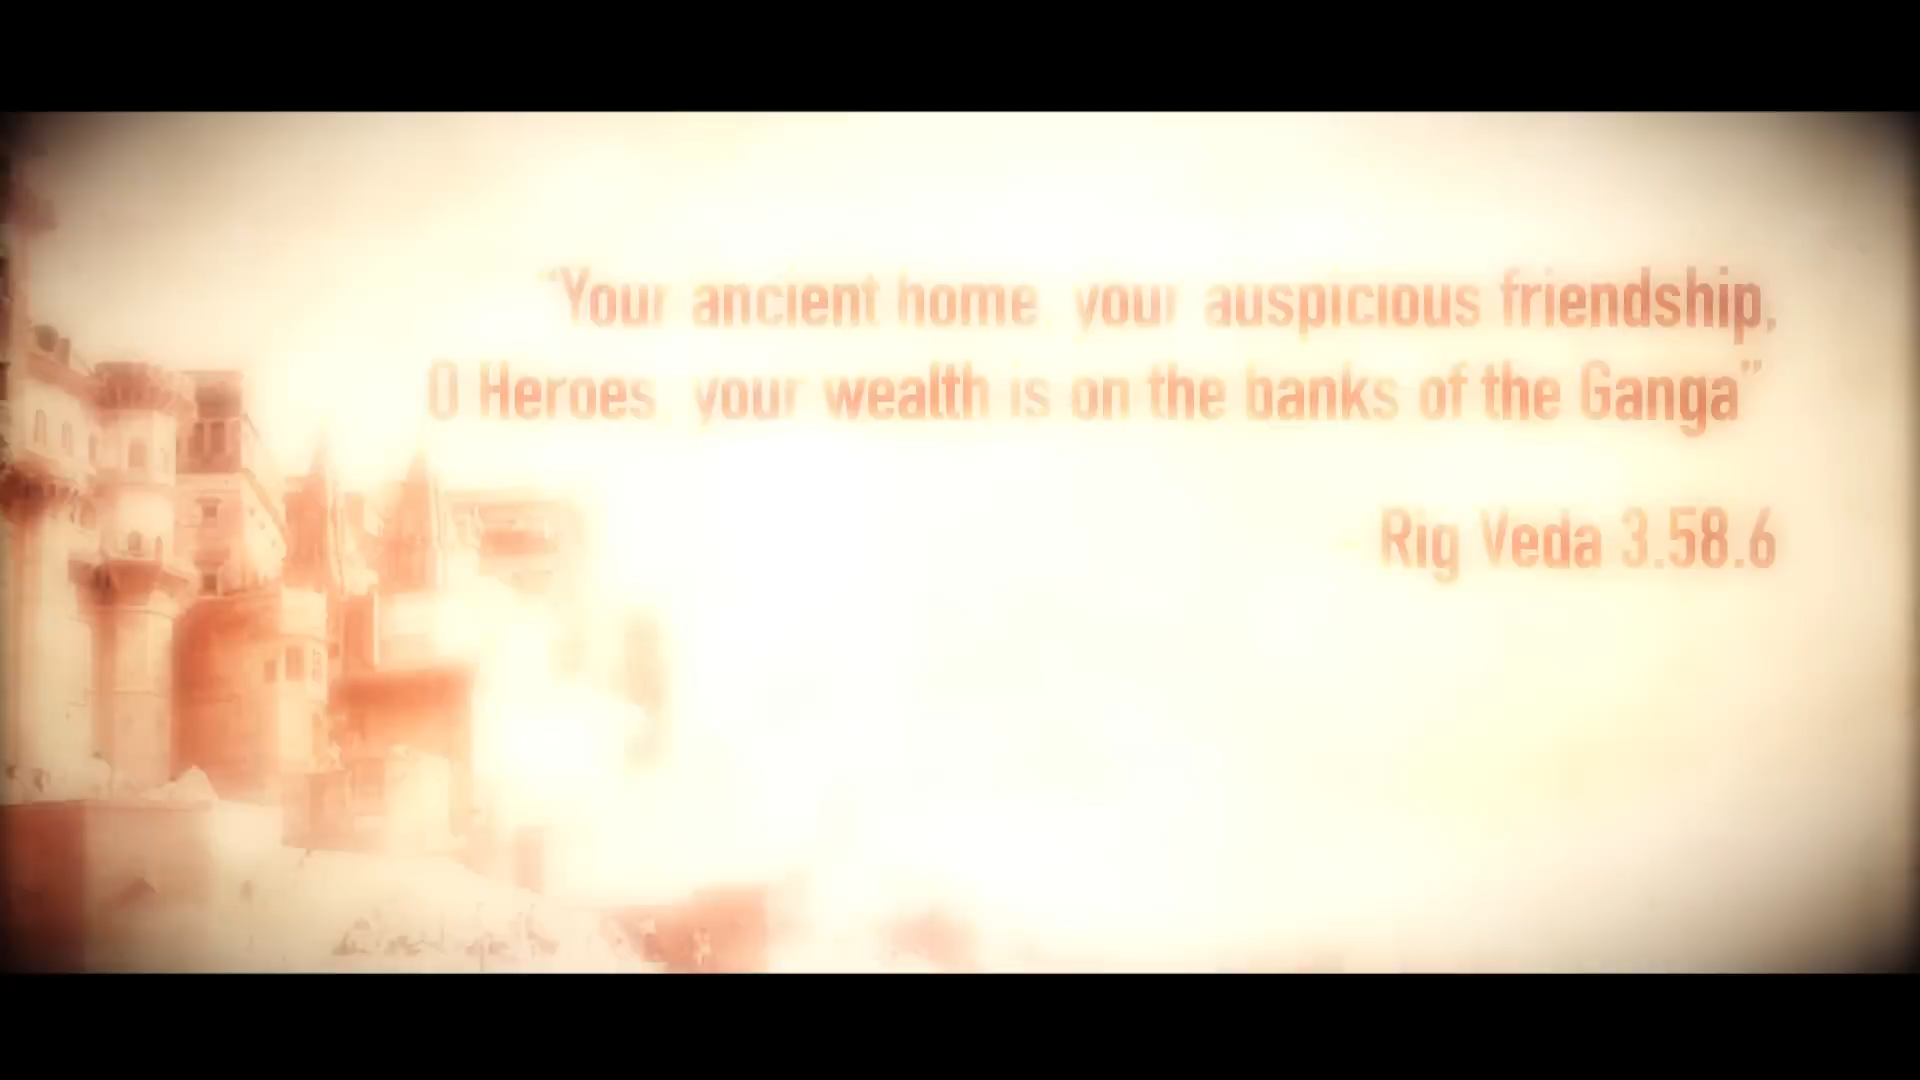 “Your ancient home, your auspicious friendship,
O Heroes, your wealth is on the banks of the Ganga”
- Rig Veda 3.58.6